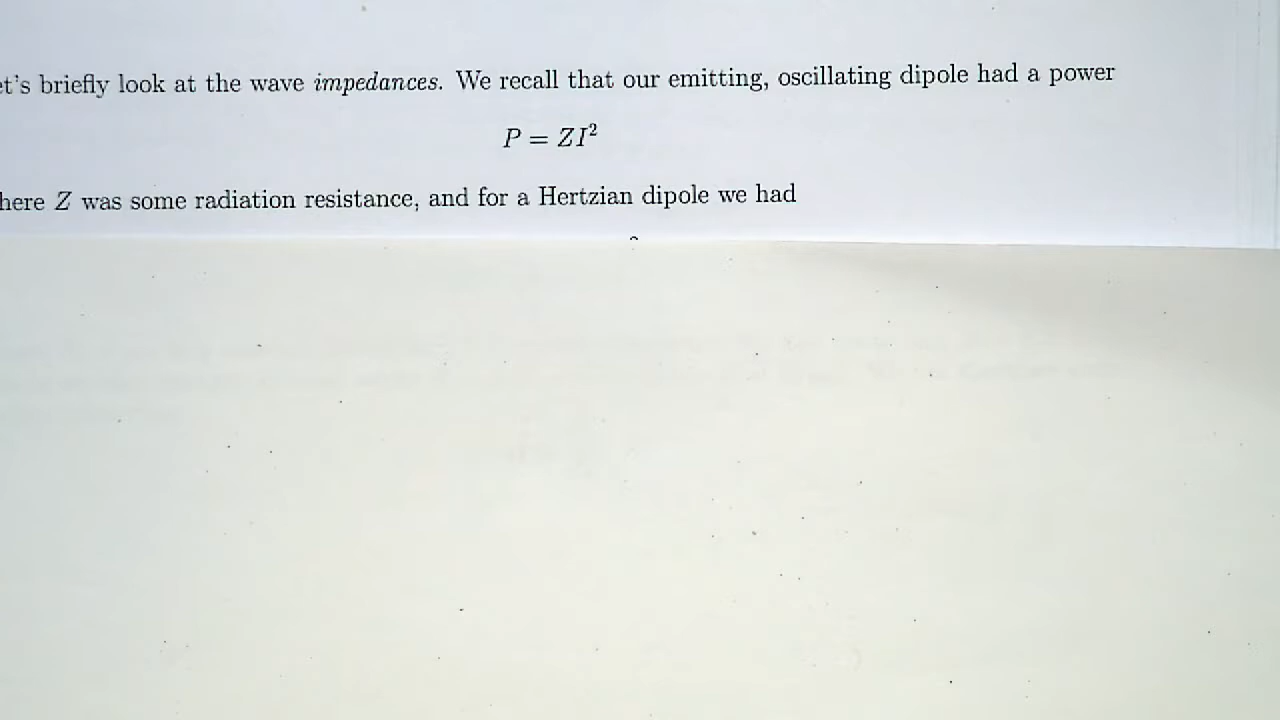 et's briefly look at the wave impedances. We recall that our emitting, oscillating dipole had a power
P = ZI²
here Z was some radiation resistance, and for a Hertzian dipole we had